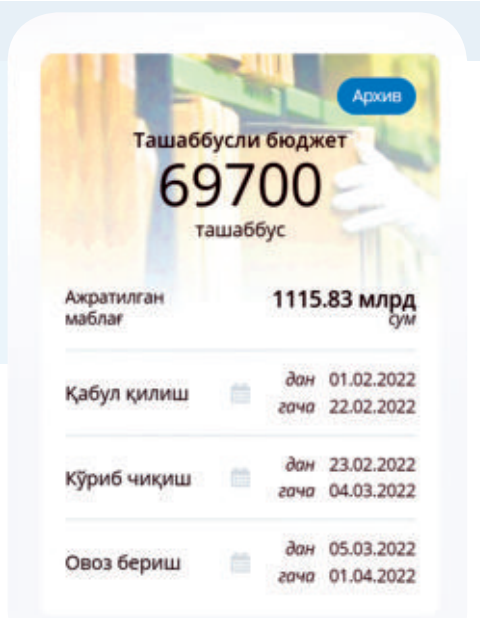 Архив
Ташаббусли бюджет
69700
ташаббус
Ажратилган
маблағ
1115.83 млрд
сум
Қабул қилиш
дан 01.02.2022
гача 22.02.2022
Кўриб чиқиш
дан 23.02.2022
гача 04.03.2022
Овоз бериш
дан 05.03.2022
гача 01.04.2022